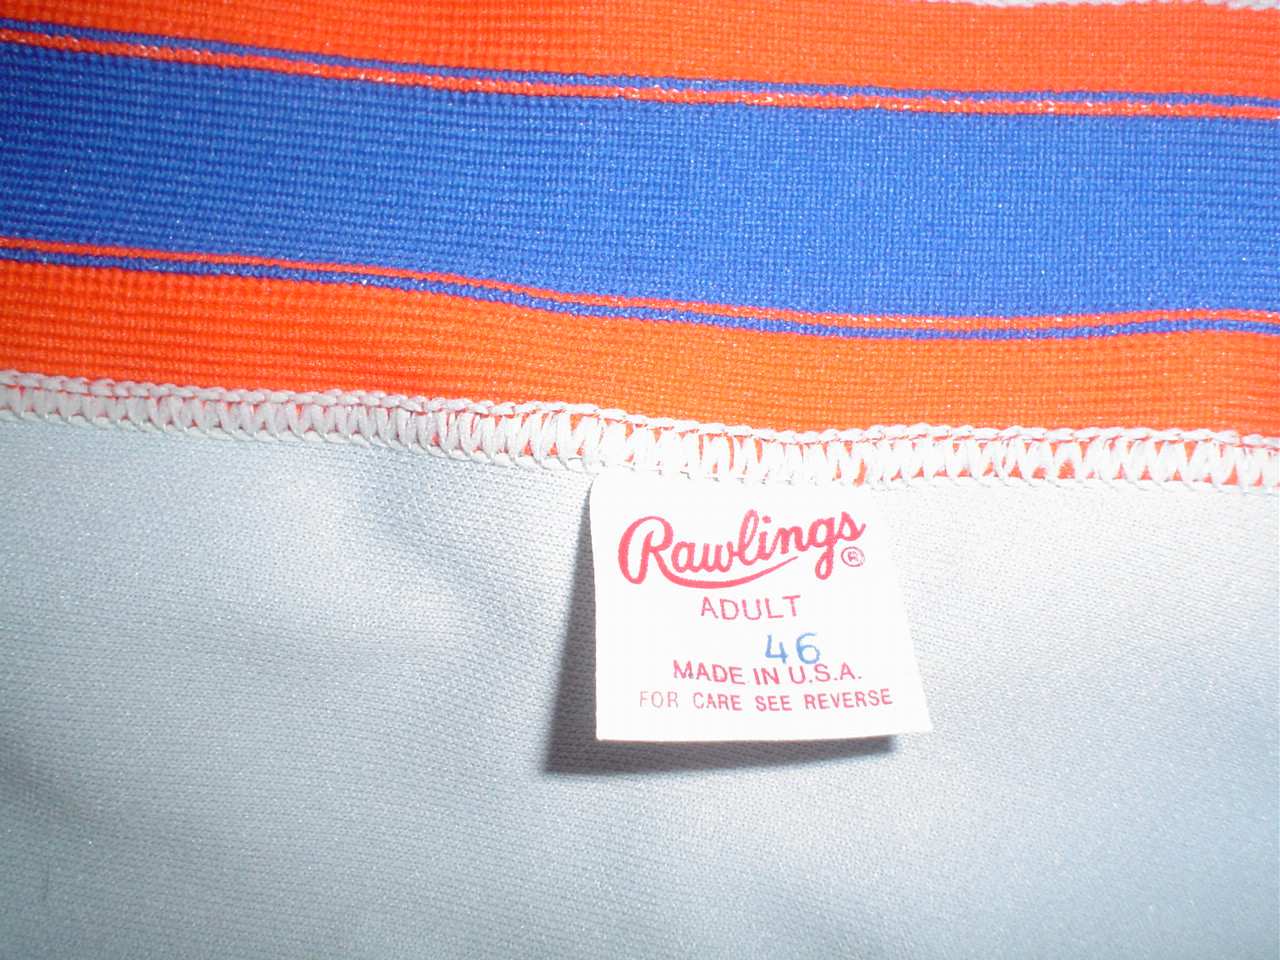 Rawlings ®
ADULT
46
MADE IN U.S.A.
FOR CARE SEE REVERSE